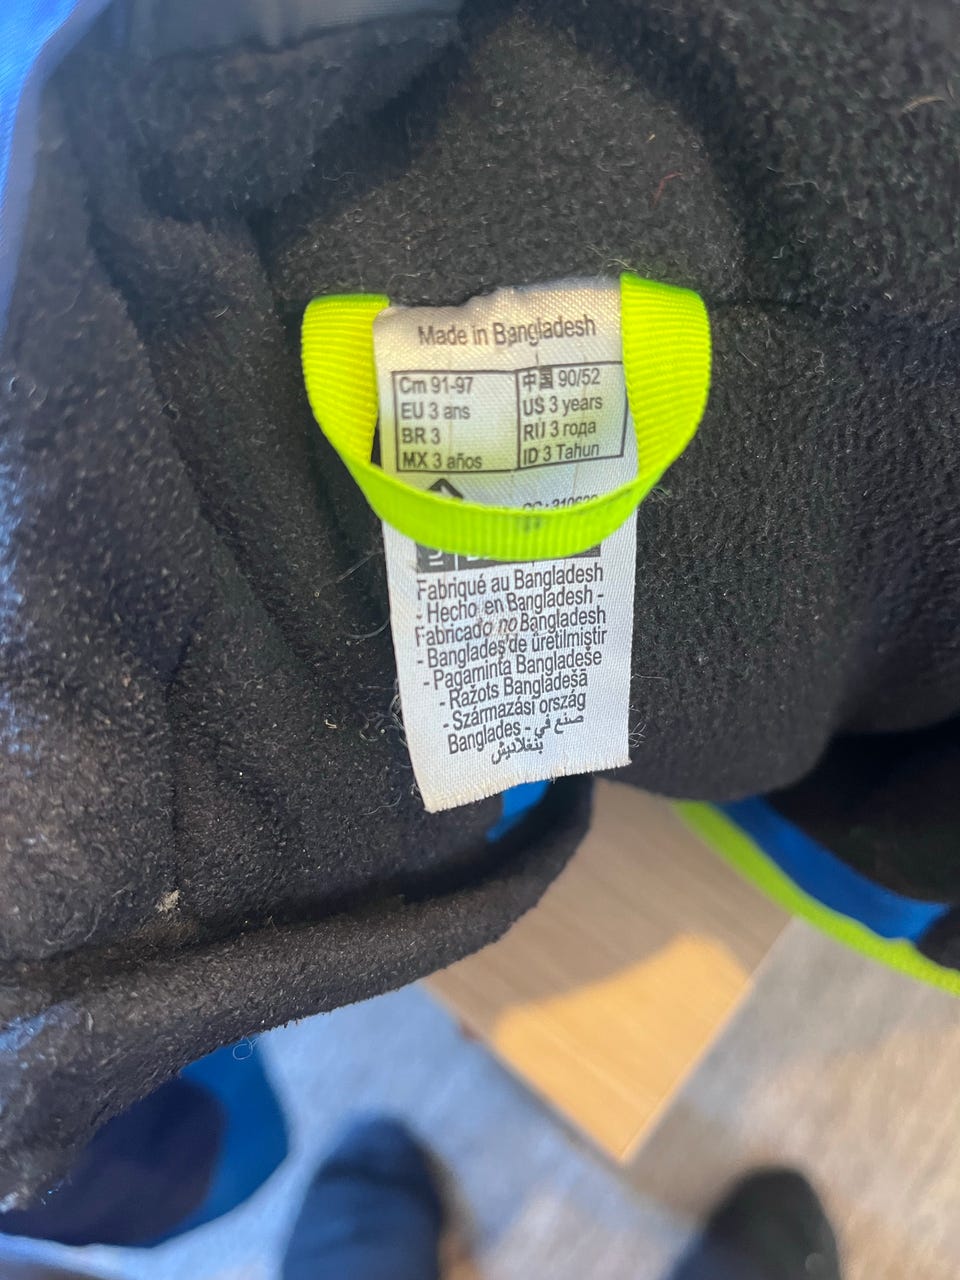 Made in Bangladesh
Cm 91-97 中国 90/52
EU 3 ans US 3 years
BR 3 RU 3 года
MX 3 años ID 3 Tahun
Fabriqué au Bangladesh
- Hecho en Bangladesh -
Fabricado no Bangladesh
- Bangladeş'de üretilmiştir
- Pagaminta Bangladeše
- Ražots Bangladēšā
- Származási ország
Banglades - صنع في
بنغلاديش